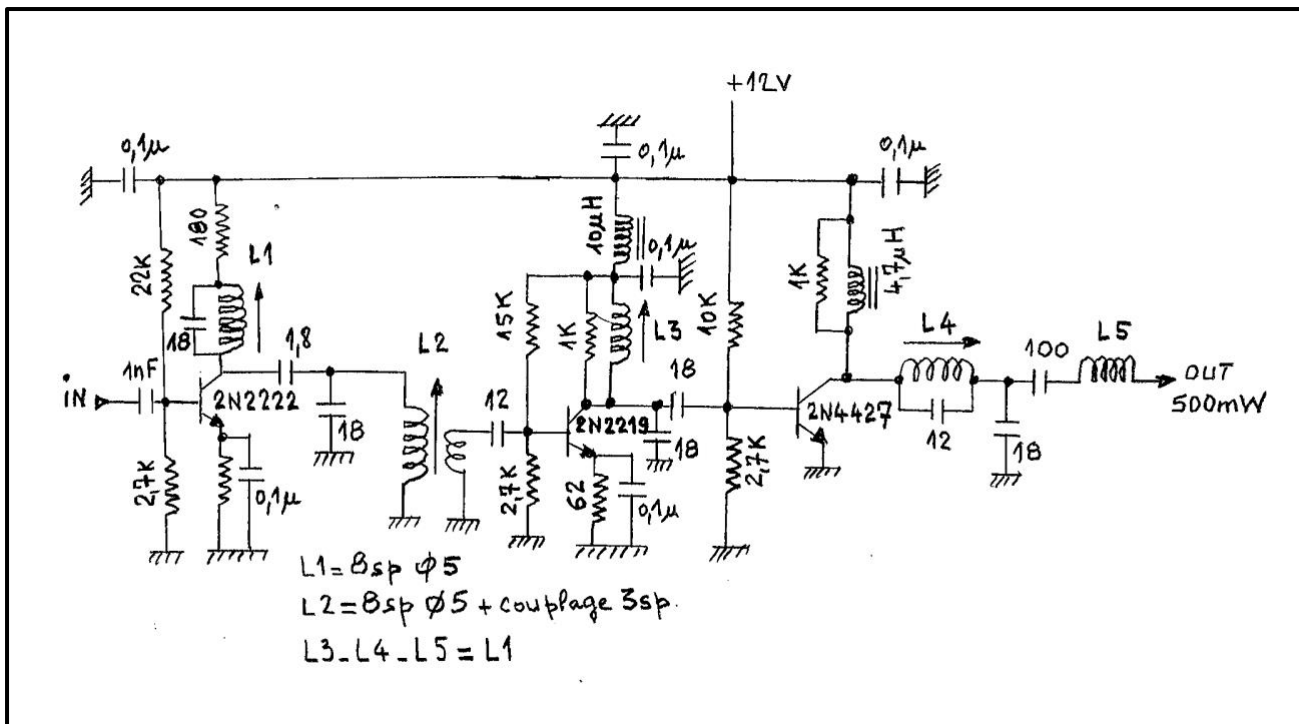 +12V
0,1µ
0,1µ
0,1µ
180
L1
10µH
0,1µ
22K
1K
4,7µH
18
15K
1K
L3
10K
L4
L5
1nF
1,8
L2
18
100
iN
2N2222
12
2N2219
2N4427
OUT
500mW
18
18
12
18
2,7K
0,1µ
2,7K
62
0,1µ
2,7K
L1=8sp φ5
L2=8sp φ5 + couplage 3sp.
L3_L4_L5=L1